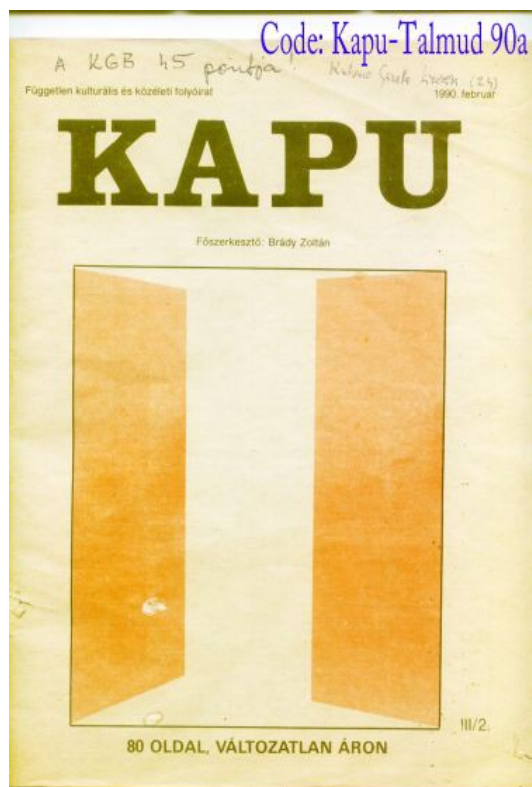 Code: Kapu-Talmud 90a
A KGB 45 pontja!
(24)
Független kulturális és közéleti folyóirat
1990. február
KAPU
Főszerkesztő: Brády Zoltán
III/2.
80 OLDAL, VÁLTOZATLAN ÁRON